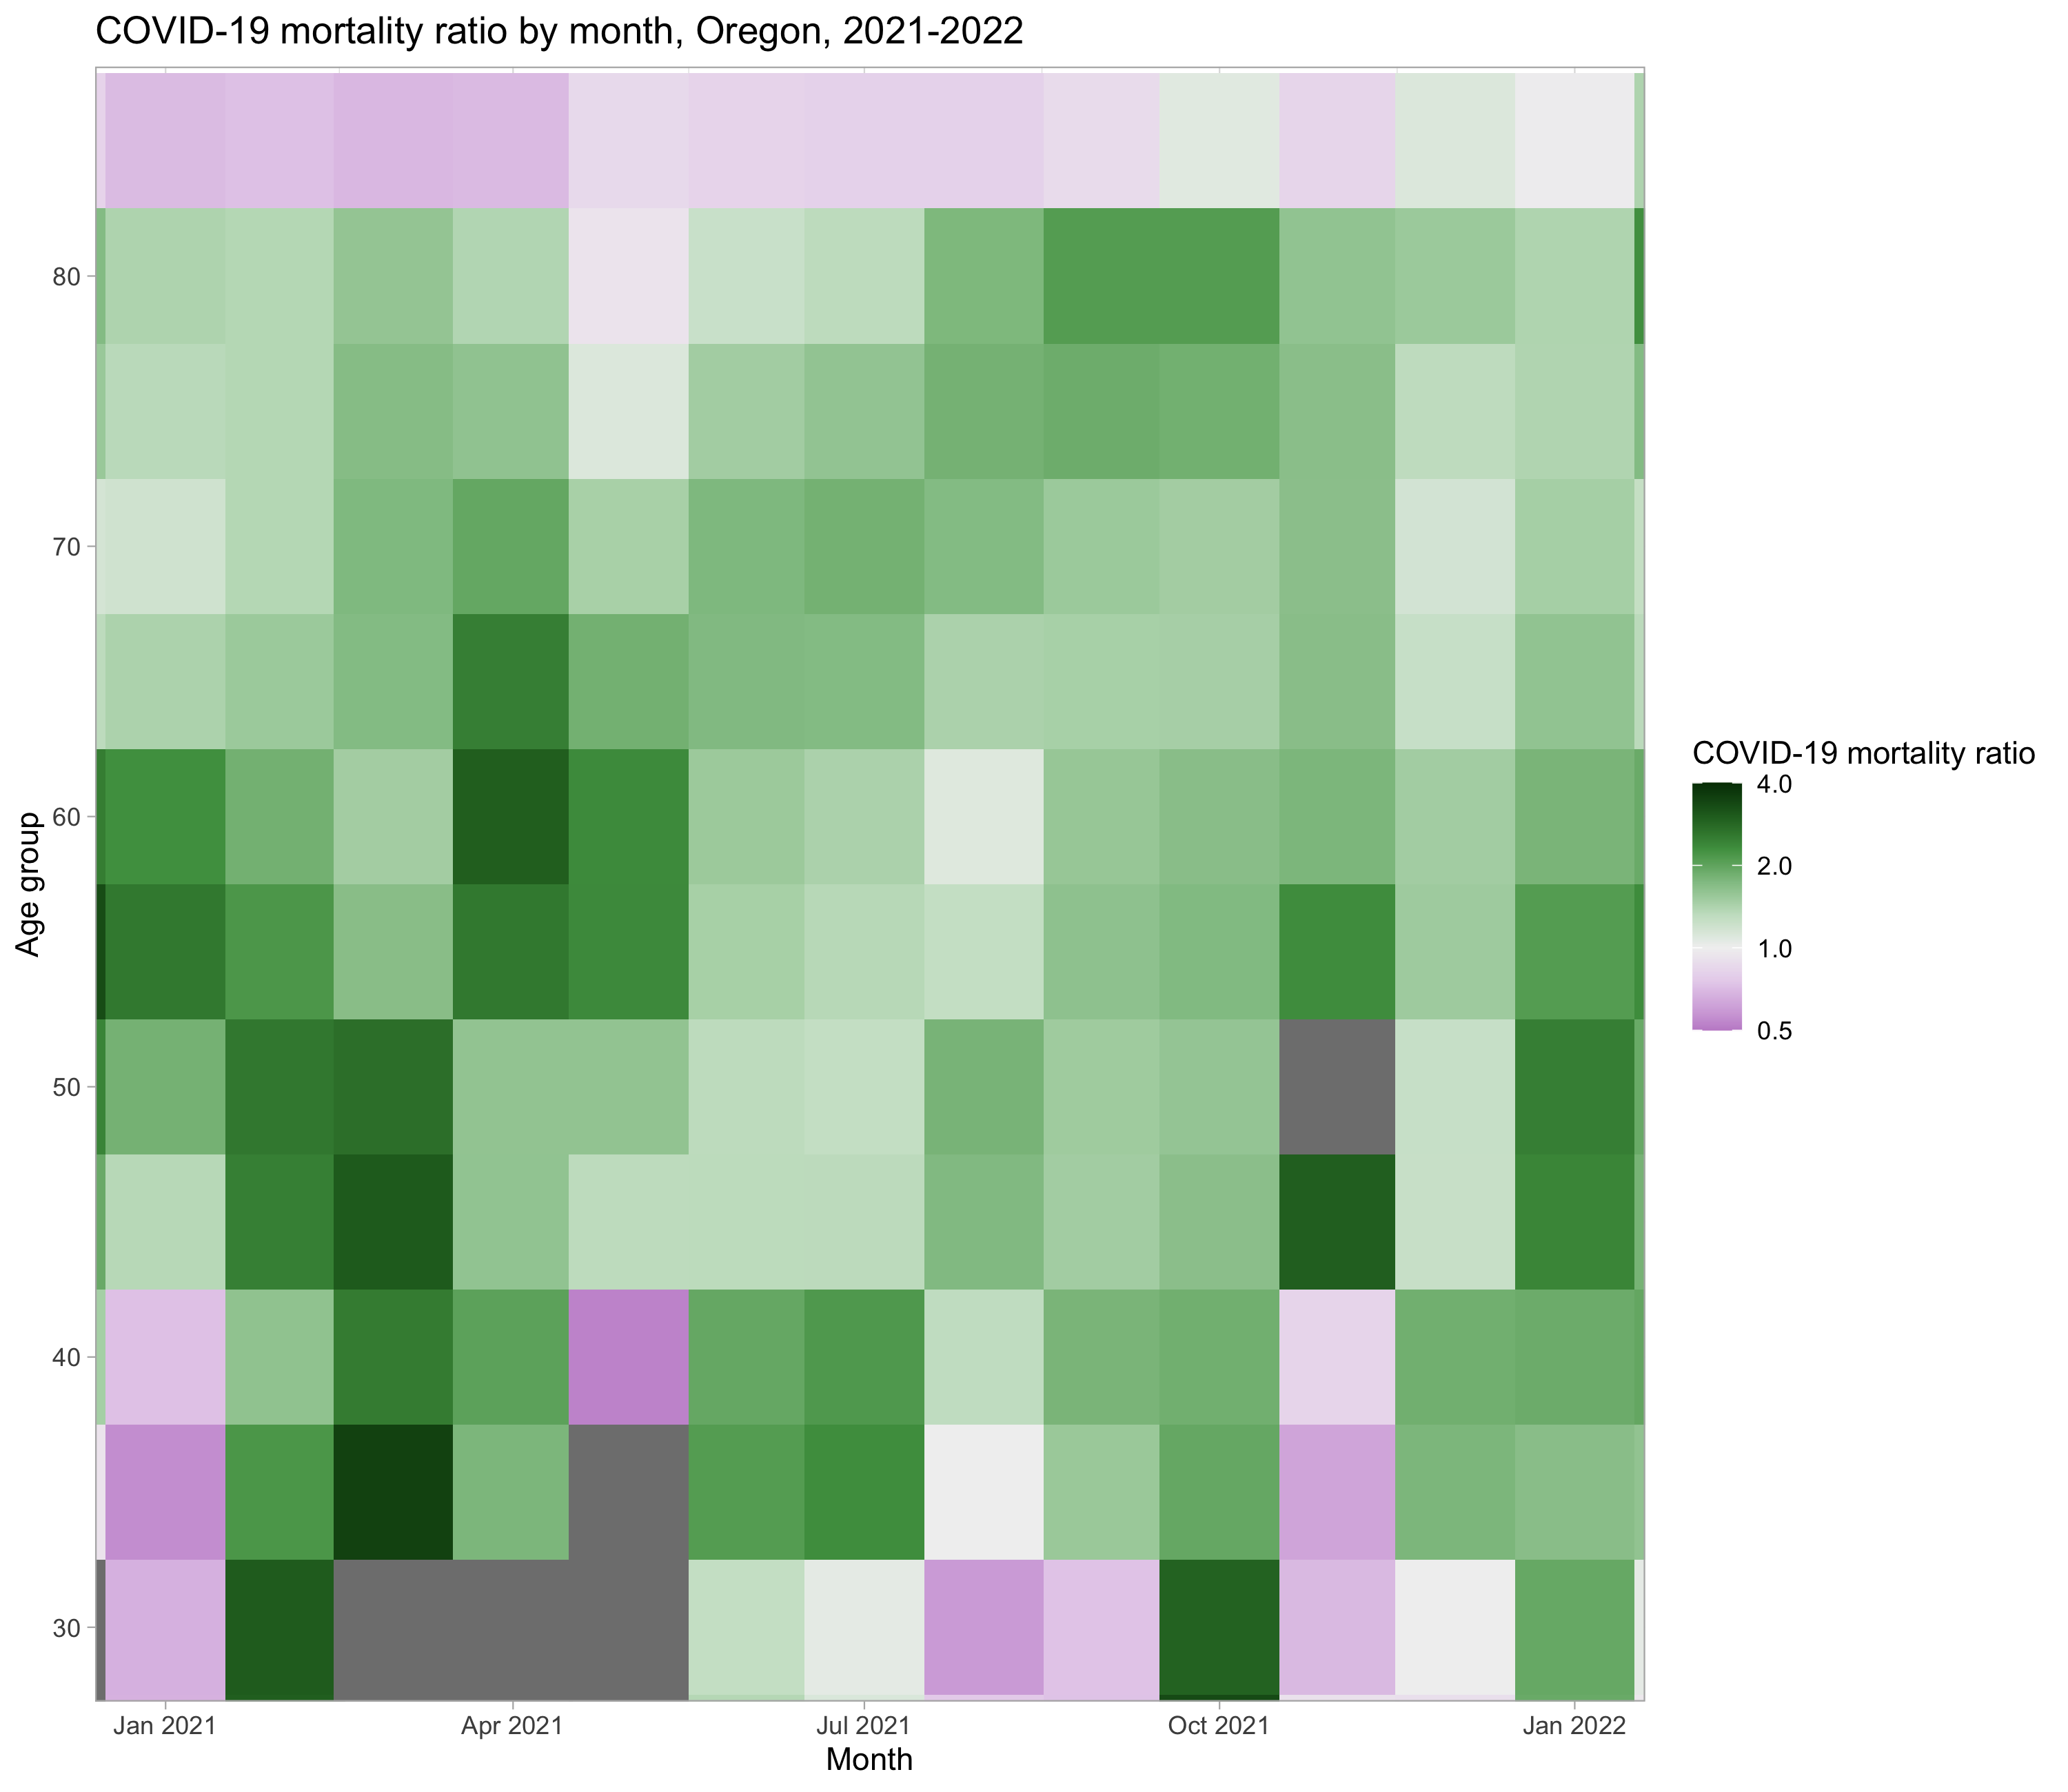 COVID-19 mortality ratio by month, Oregon, 2021-2022
80
70
60
50
40
30
Age group
Jan 2021
Apr 2021
Jul 2021
Oct 2021
Jan 2022
Month
COVID-19 mortality ratio
4.0
2.0
1.0
0.5